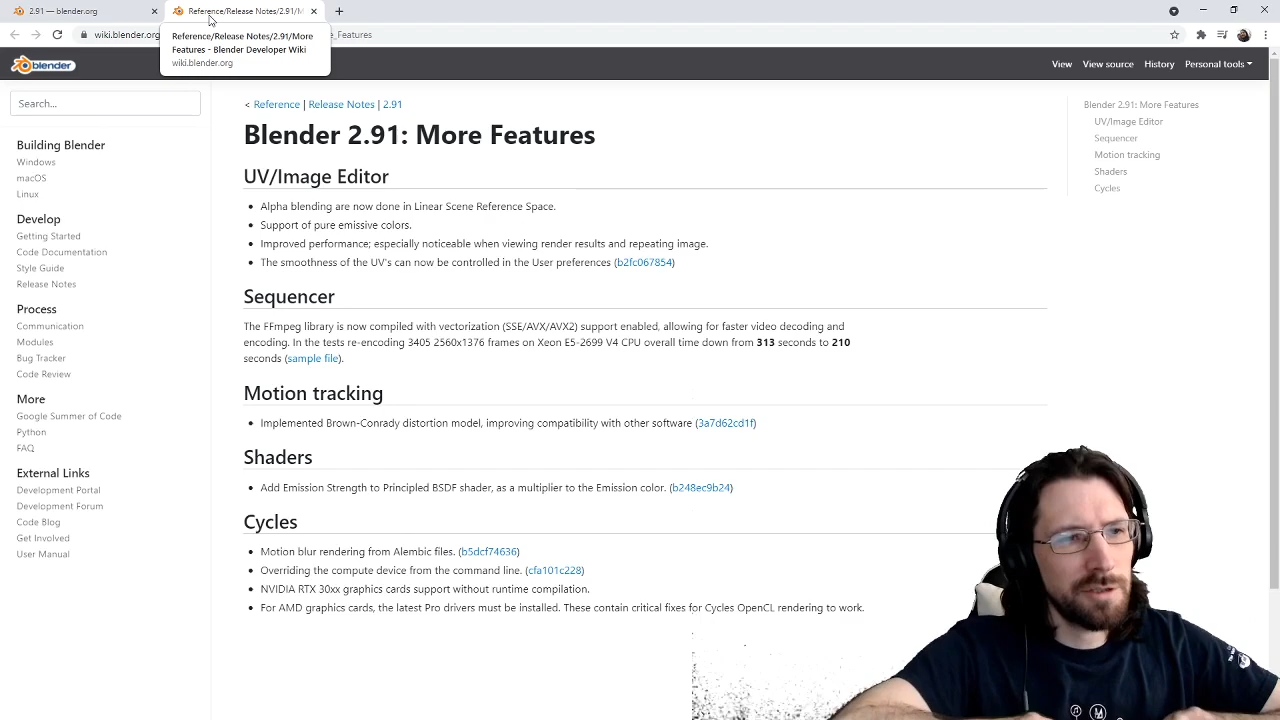 2.91 — blender.org
Reference/Release Notes/2.91/M
wiki.blender.org
_Features
Reference/Release Notes/2.91/More
Features - Blender Developer Wiki
wiki.blender.org
blender
View
View source
History
Personal tools
Search...
Building Blender
Windows
macOS
Linux
Develop
Getting Started
Code Documentation
Style Guide
Release Notes
Process
Communication
Modules
Bug Tracker
Code Review
More
Google Summer of Code
Python
FAQ
External Links
Development Portal
Development Forum
Code Blog
Get Involved
User Manual
< Reference | Release Notes | 2.91
Blender 2.91: More Features
UV/Image Editor
• Alpha blending are now done in Linear Scene Reference Space.
• Support of pure emissive colors.
• Improved performance; especially noticeable when viewing render results and repeating image.
• The smoothness of the UV's can now be controlled in the User preferences (b2fc067854)
Sequencer
The FFmpeg library is now compiled with vectorization (SSE/AVX/AVX2) support enabled, allowing for faster video decoding and
encoding. In the tests re-encoding 3405 2560x1376 frames on Xeon E5-2699 V4 CPU overall time down from 313 seconds to 210
seconds (sample file).
Motion tracking
• Implemented Brown-Conrady distortion model, improving compatibility with other software (3a7d62cd1f)
Shaders
• Add Emission Strength to Principled BSDF shader, as a multiplier to the Emission color. (b248ec9b24)
Cycles
• Motion blur rendering from Alembic files. (b5dcf74636)
• Overriding the compute device from the command line. (cfa101c228)
• NVIDIA RTX 30xx graphics cards support without runtime compilation.
• For AMD graphics cards, the latest Pro drivers must be installed. These contain critical fixes for Cycles OpenCL rendering to work.
Blender 2.91: More Features
UV/Image Editor
Sequencer
Motion tracking
Shaders
Cycles